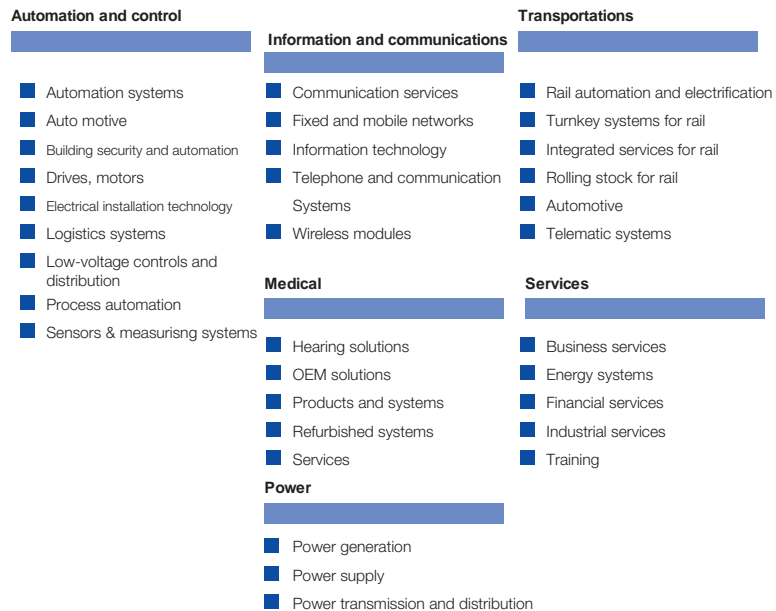 Automation and control
Automation systems
Auto motive
Building security and automation
Drives, motors
Electrical installation technology
Logistics systems
Low-voltage controls and
distribution
Process automation
Sensors & measurisng systems
Information and communications
Communication services
Fixed and mobile networks
Information technology
Telephone and communication
Systems
Wireless modules
Transportations
Rail automation and electrification
Turnkey systems for rail
Integrated services for rail
Rolling stock for rail
Automotive
Telematic systems
Medical
Hearing solutions
OEM solutions
Products and systems
Refurbished systems
Services
Services
Business services
Energy systems
Financial services
Industrial services
Training
Power
Power generation
Power supply
Power transmission and distribution